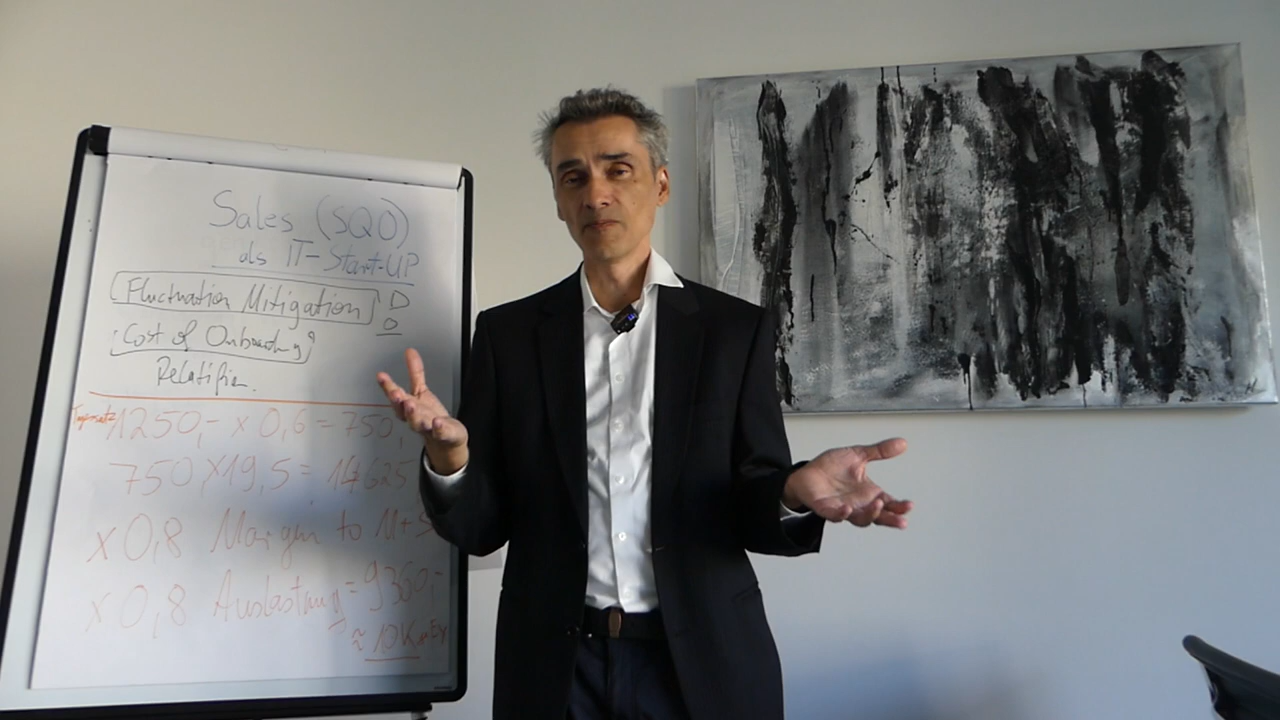 Sales (SQO)
als IT-Start-UP
Fluctuation Mitigation D
Cost of Onboarding O
Tagessatz 1250,- x 0,6 = 750,
750 x 19,5 = 14625
x 0,8 Margin to M+S
x 0,8 Auslastung = 9360,-
≈ 10K